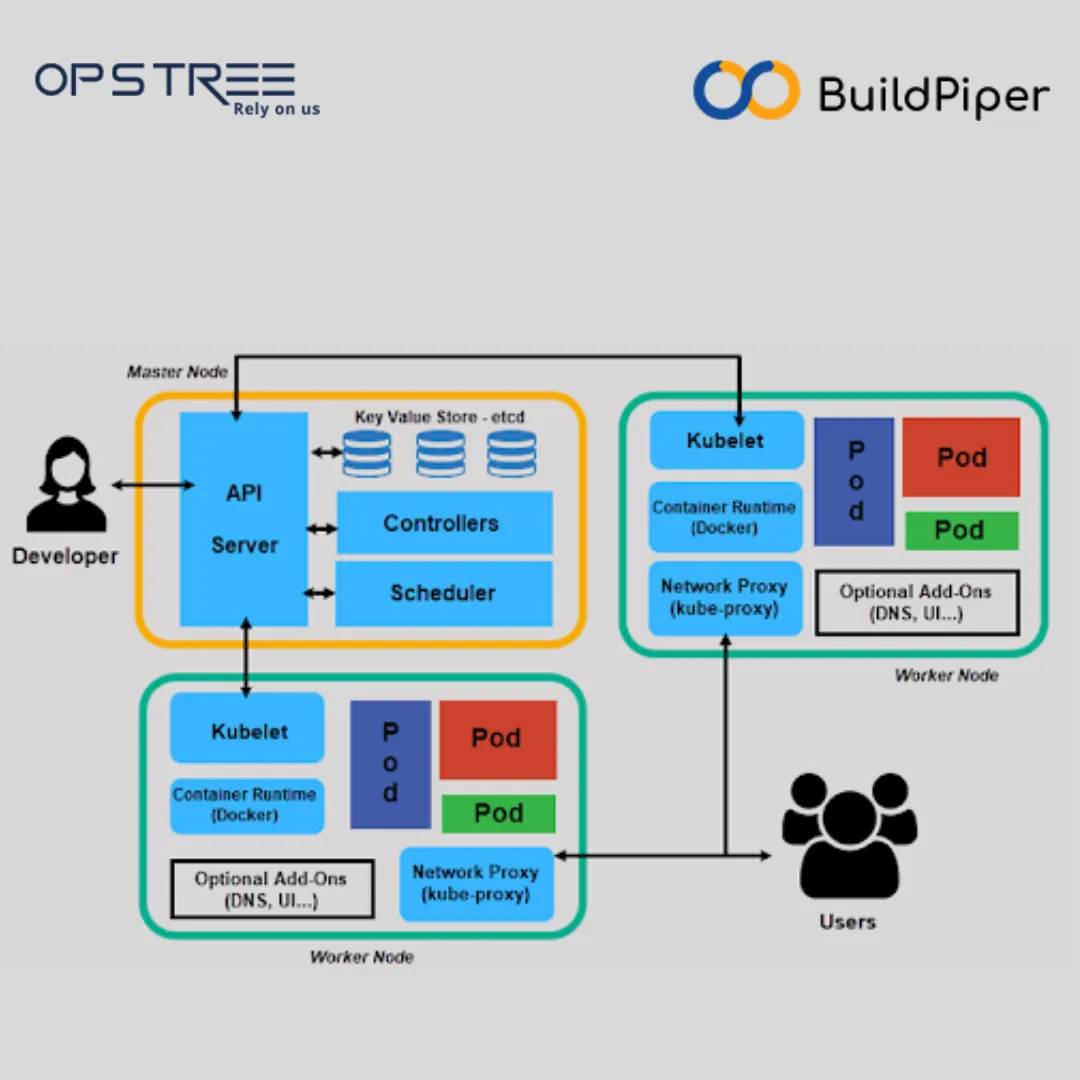 OPSTREE
Rely on us
BuildPiper
Master Node
Key Value Store - etcd
API
Server
Controllers
Scheduler
Developer
Kubelet
Container Runtime
(Docker)
Network Proxy
(kube-proxy)
P
o
d
Pod
Pod
Optional Add-Ons
(DNS, UI...)
Worker Node
Kubelet
Container Runtime
(Docker)
P
o
d
Pod
Pod
Optional Add-Ons
(DNS, UI...)
Network Proxy
(kube-proxy)
Worker Node
Users